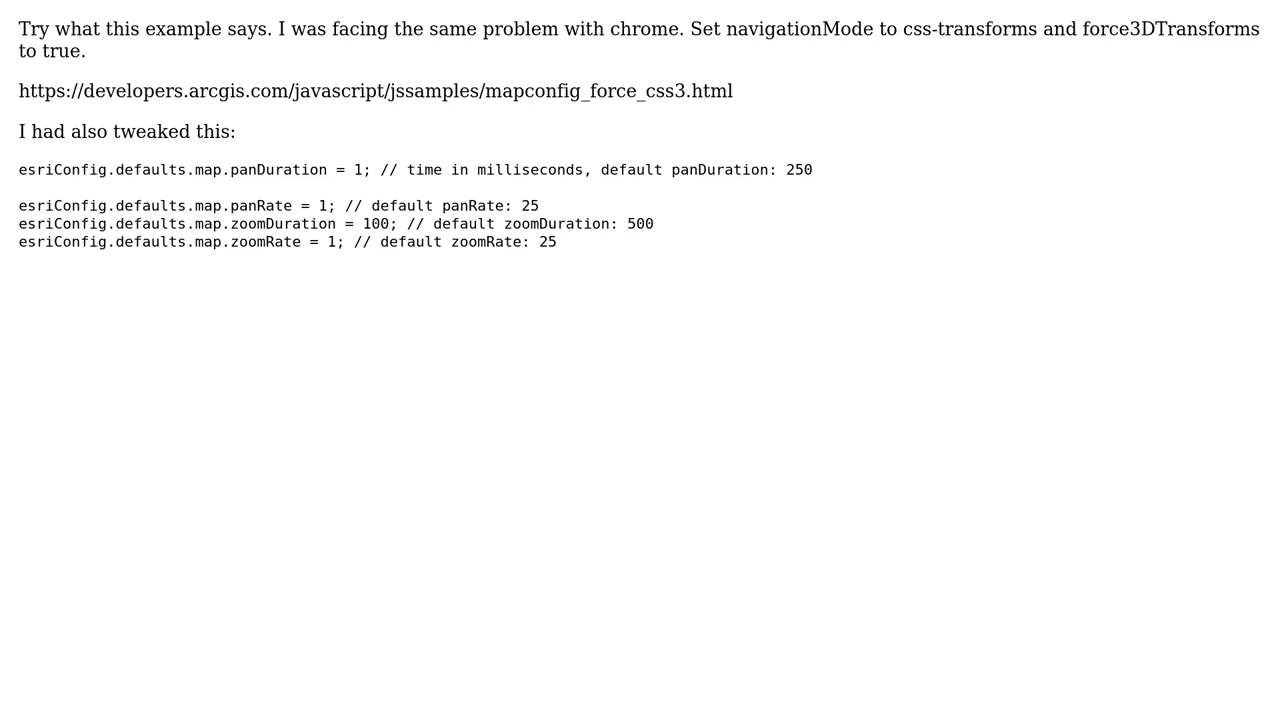 Try what this example says. I was facing the same problem with chrome. Set navigationMode to css-transforms and force3DTransforms
to true.
https://developers.arcgis.com/javascript/jssamples/mapconfig_force_css3.html
I had also tweaked this:
esriConfig.defaults.map.panDuration = 1; // time in milliseconds, default panDuration: 250
esriConfig.defaults.map.panRate = 1; // default panRate: 25
esriConfig.defaults.map.zoomDuration = 100; // default zoomDuration: 500
esriConfig.defaults.map.zoomRate = 1; // default zoomRate: 25